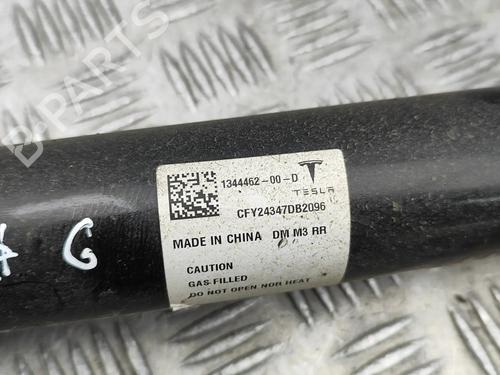 1344462-00-D
TESLA
CFY24347DB2096
MADE IN CHINA DM M3 RR
CAUTION
GAS-FILLED
DO NOT OPEN NOR HEAT